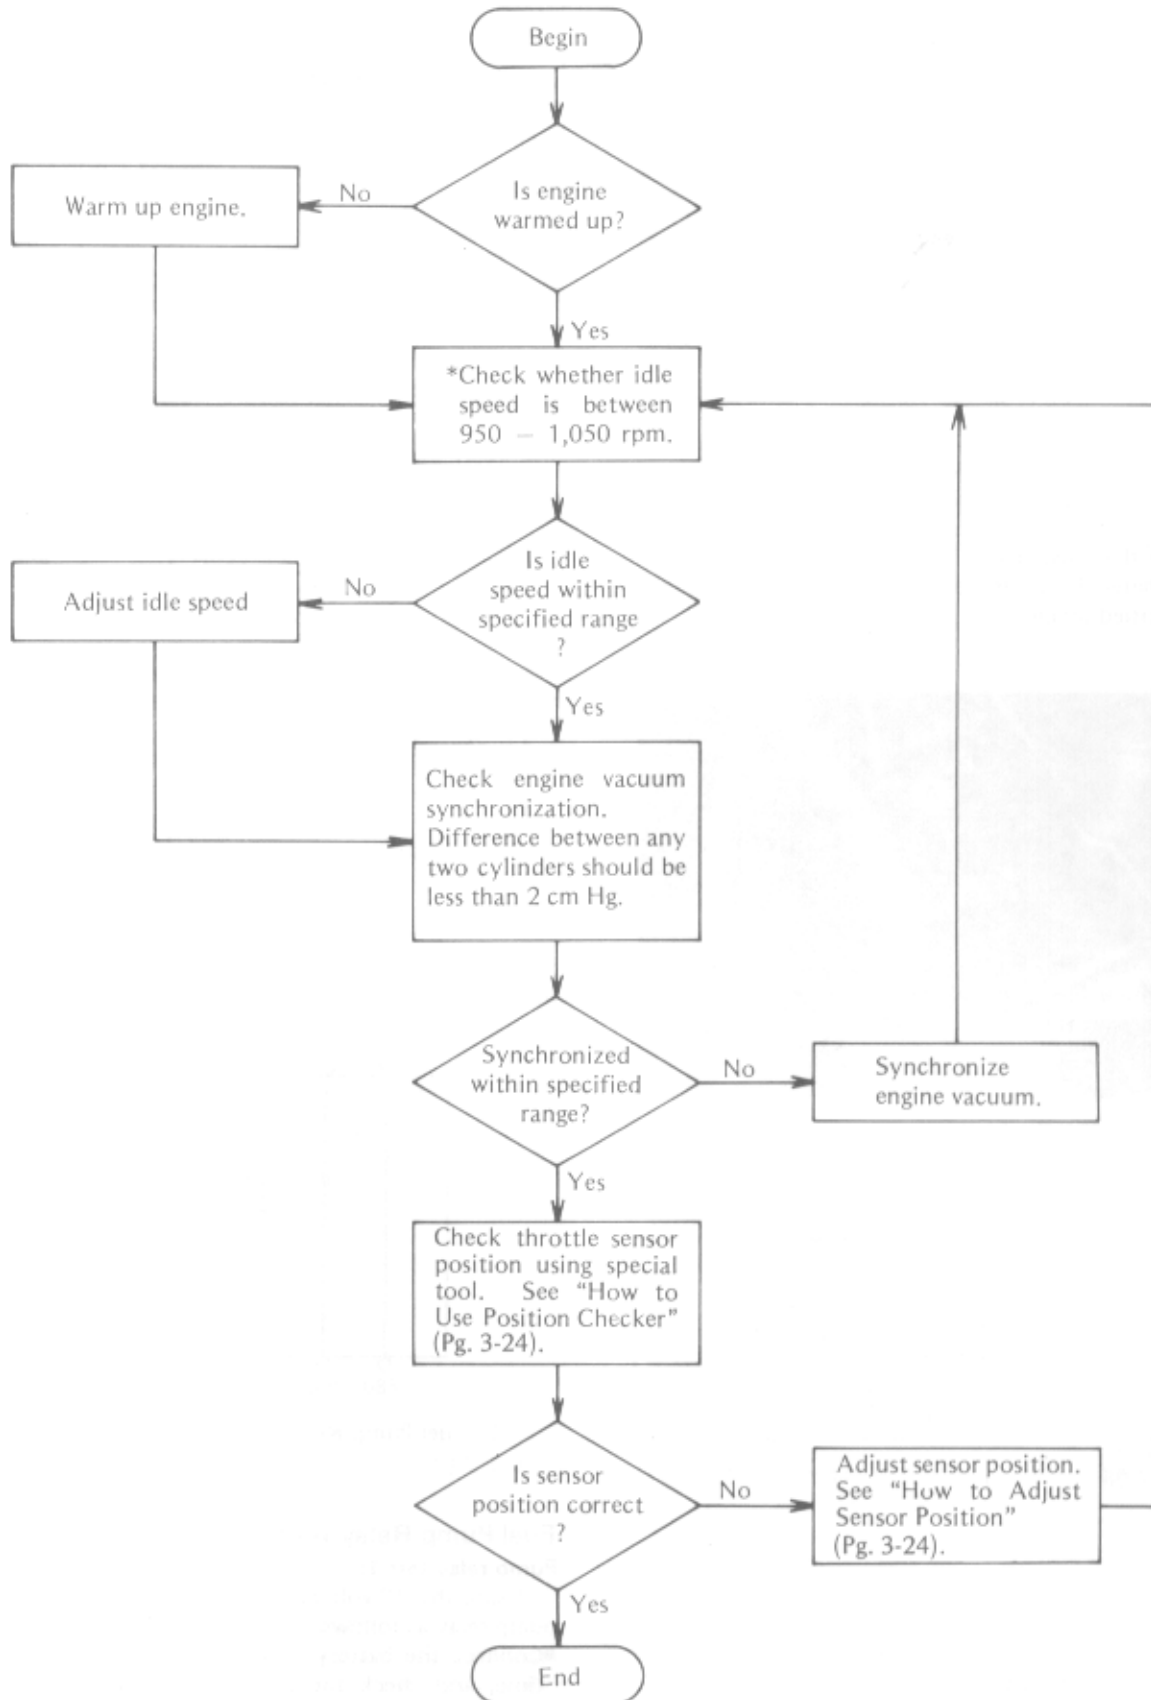 Begin
Is engine
warmed up?
No
Warm up engine.
Yes
*Check whether idle
speed is between
950 – 1,050 rpm.
Is idle
speed within
specified range
?
No
Adjust idle speed
Yes
Check engine vacuum
synchronization.
Difference between any
two cylinders should be
less than 2 cm Hg.
Synchronized
within specified
range?
No
Synchronize
engine vacuum.
Yes
Check throttle sensor
position using special
tool. See “How to
Use Position Checker”
(Pg. 3-24).
Is sensor
position correct
?
No
Adjust sensor position.
See “How to Adjust
Sensor Position”
(Pg. 3-24).
Yes
End